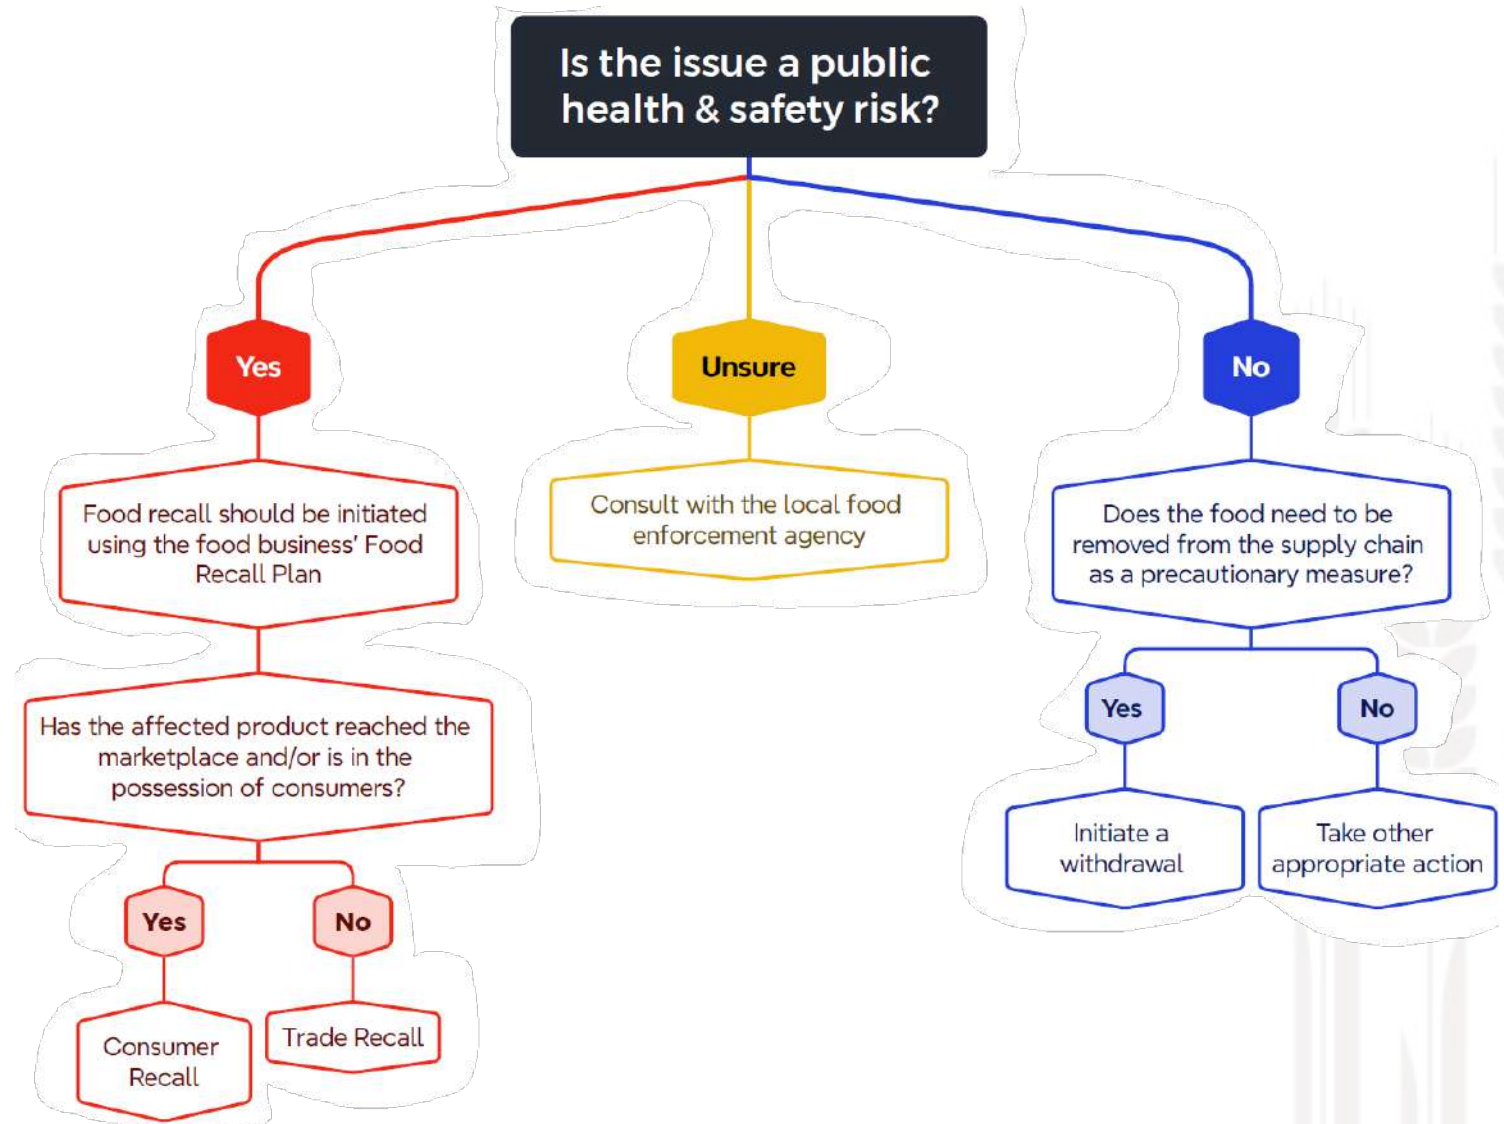 Is the issue a public
health & safety risk?
Yes
Food recall should be initiated
using the food business' Food
Recall Plan
Has the affected product reached the
marketplace and/or is in the
possession of consumers?
Yes
Consumer
Recall
No
Trade Recall
Unsure
Consult with the local food
enforcement agency
No
Does the food need to be
removed from the supply chain
as a precautionary measure?
Yes
Initiate a
withdrawal
No
Take other
appropriate action